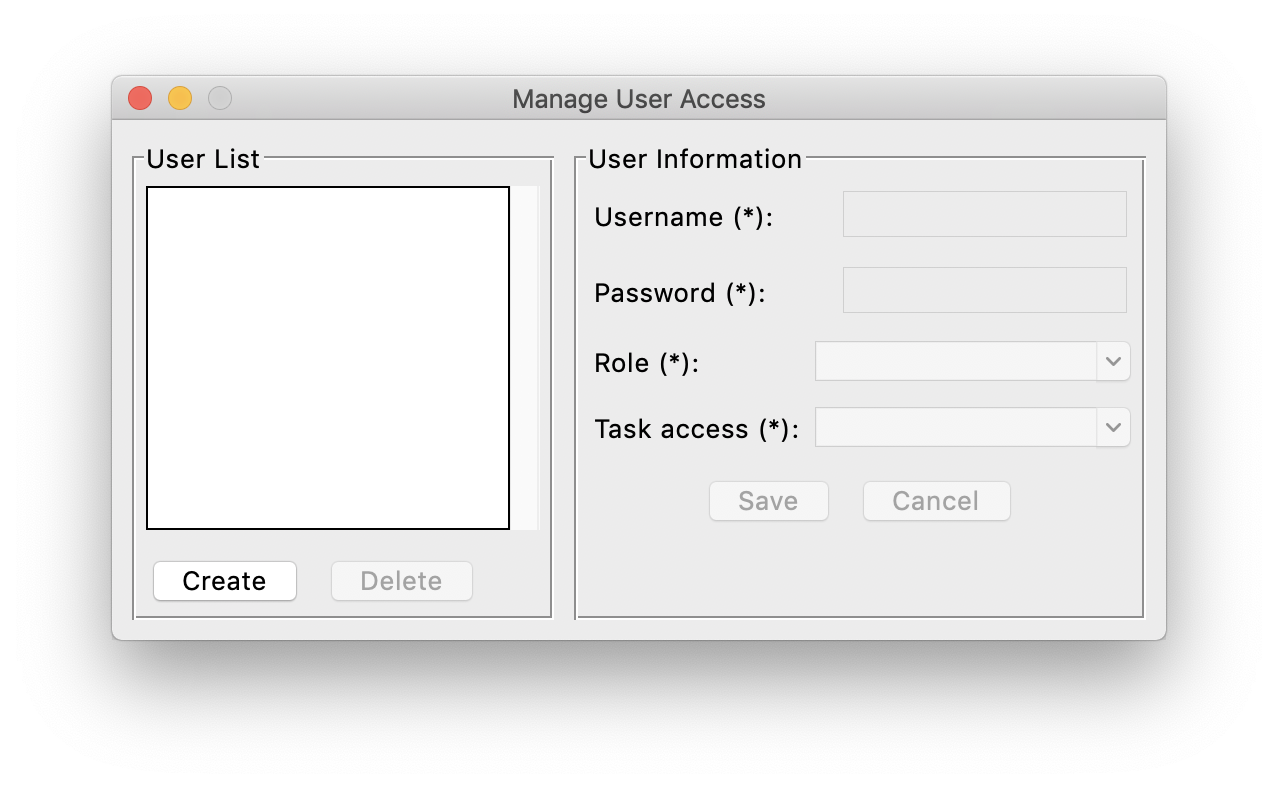 Manage User Access
User List
Create
Delete
User Information
Username (*):
Password (*):
Role (*):
Task access (*):
Save
Cancel